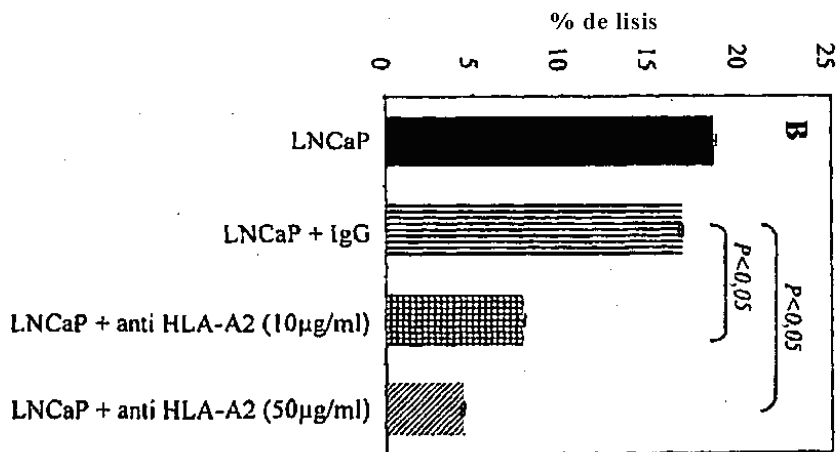 % de lisis
0 5 10 15 20 25
B
LNCaP
LNCaP + IgG
LNCaP + anti HLA-A2 (10µg/ml)
LNCaP + anti HLA-A2 (50µg/ml)
P<0,05
P<0,05